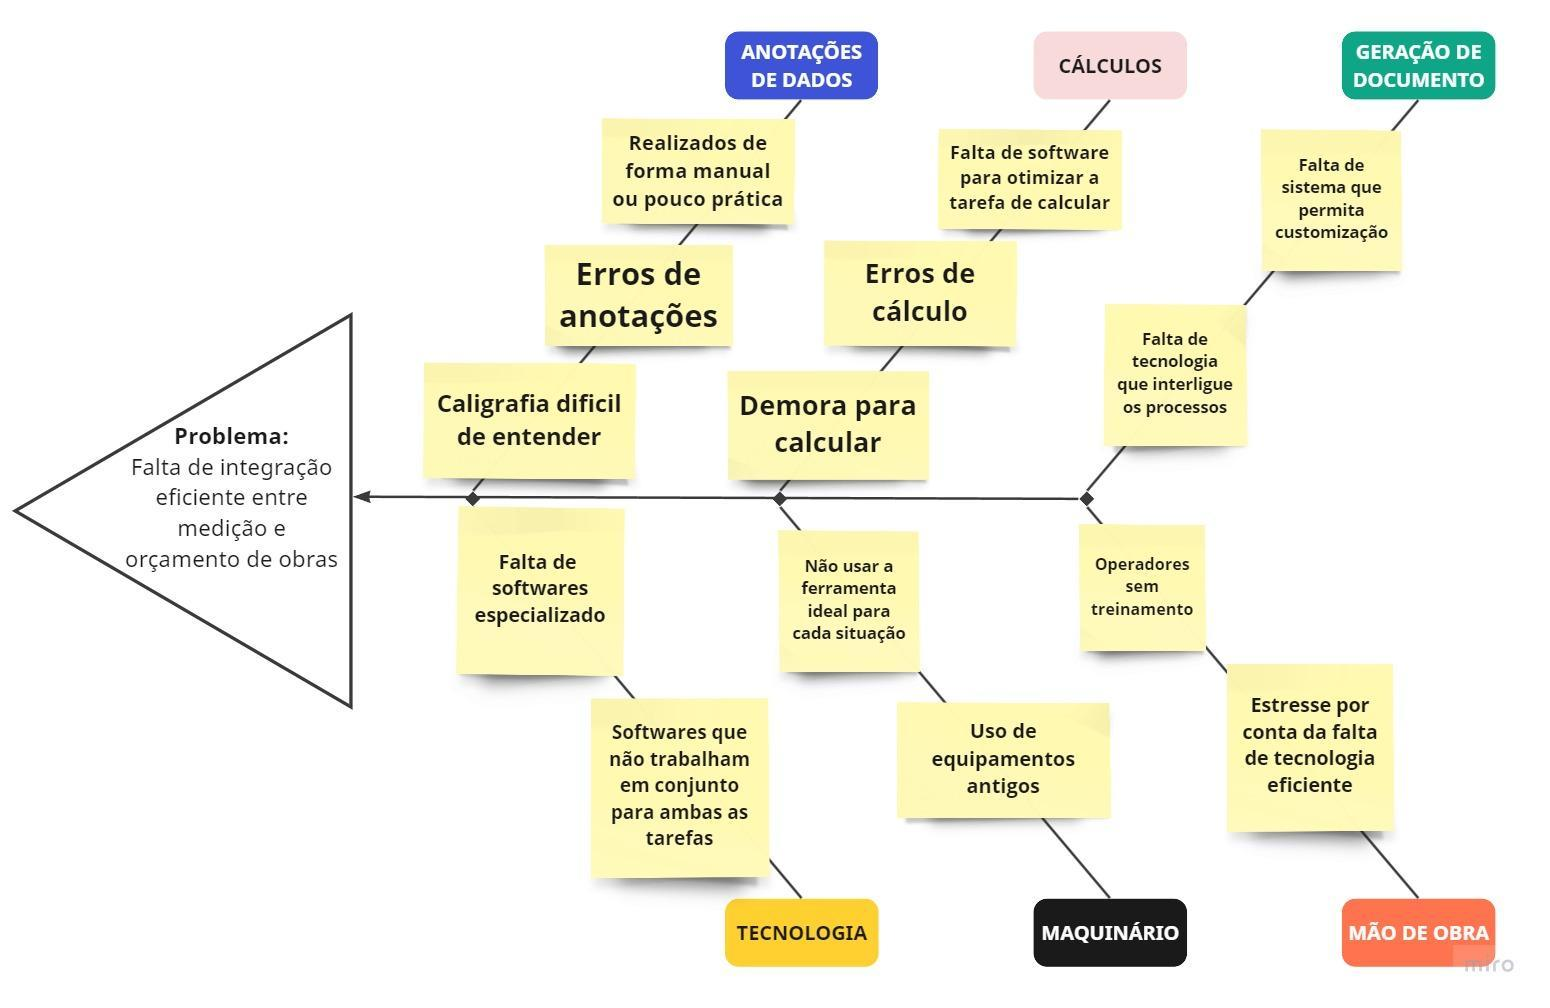 ANOTAÇÕES
DE DADOS
CÁLCULOS
GERAÇÃO DE
DOCUMENTO
Realizados de
forma manual
ou pouco prática
Falta de software
para otimizar a
tarefa de calcular
Falta de
sistema que
permita
customização
Erros de
anotações
Erros de
cálculo
Falta de
tecnologia
que interligue
os processos
Caligrafia dificil
de entender
Demora para
calcular
Problema:
Falta de integração
eficiente entre
medição e
orçamento de obras
Falta de
softwares
especializado
Não usar a
ferramenta
ideal para
cada situação
Operadores
sem
treinamento
Softwares que
não trabalham
em conjunto
para ambas as
tarefas
Uso de
equipamentos
antigos
Estresse por
conta da falta
de tecnologia
eficiente
TECNOLOGIA
MAQUINÁRIO
MÃO DE OBRA
miro